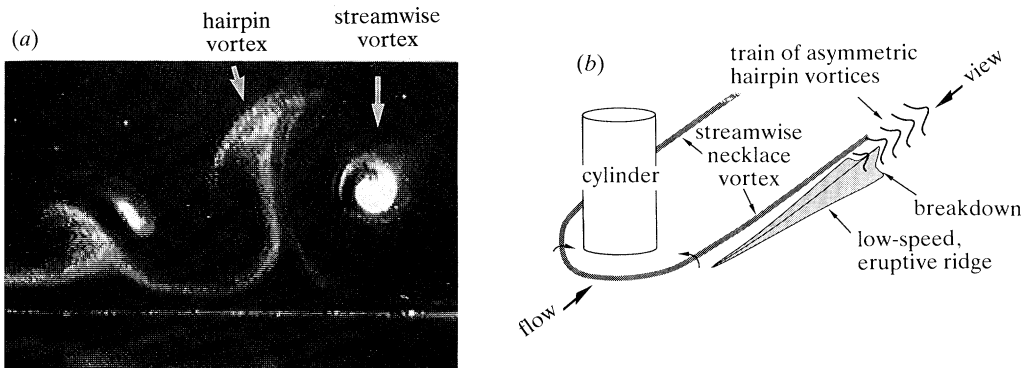 (a)
hairpin
vortex
streamwise
vortex
(b)
train of asymmetric
hairpin vortices
view
streamwise
necklace
vortex
cylinder
breakdown
low-speed,
eruptive ridge
flow